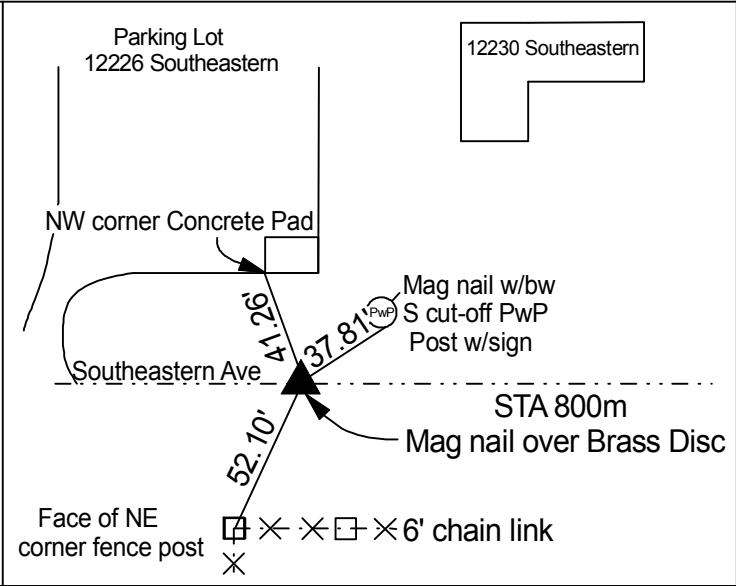 Parking Lot
12226 Southeastern
12230 Southeastern
NW corner Concrete Pad
41.26'
37.81'
PwP
Mag nail w/bw
S cut-off PwP
Post w/sign
Southeastern Ave
STA 800m
Mag nail over Brass Disc
52.10'
Face of NE
corner fence post
6' chain link